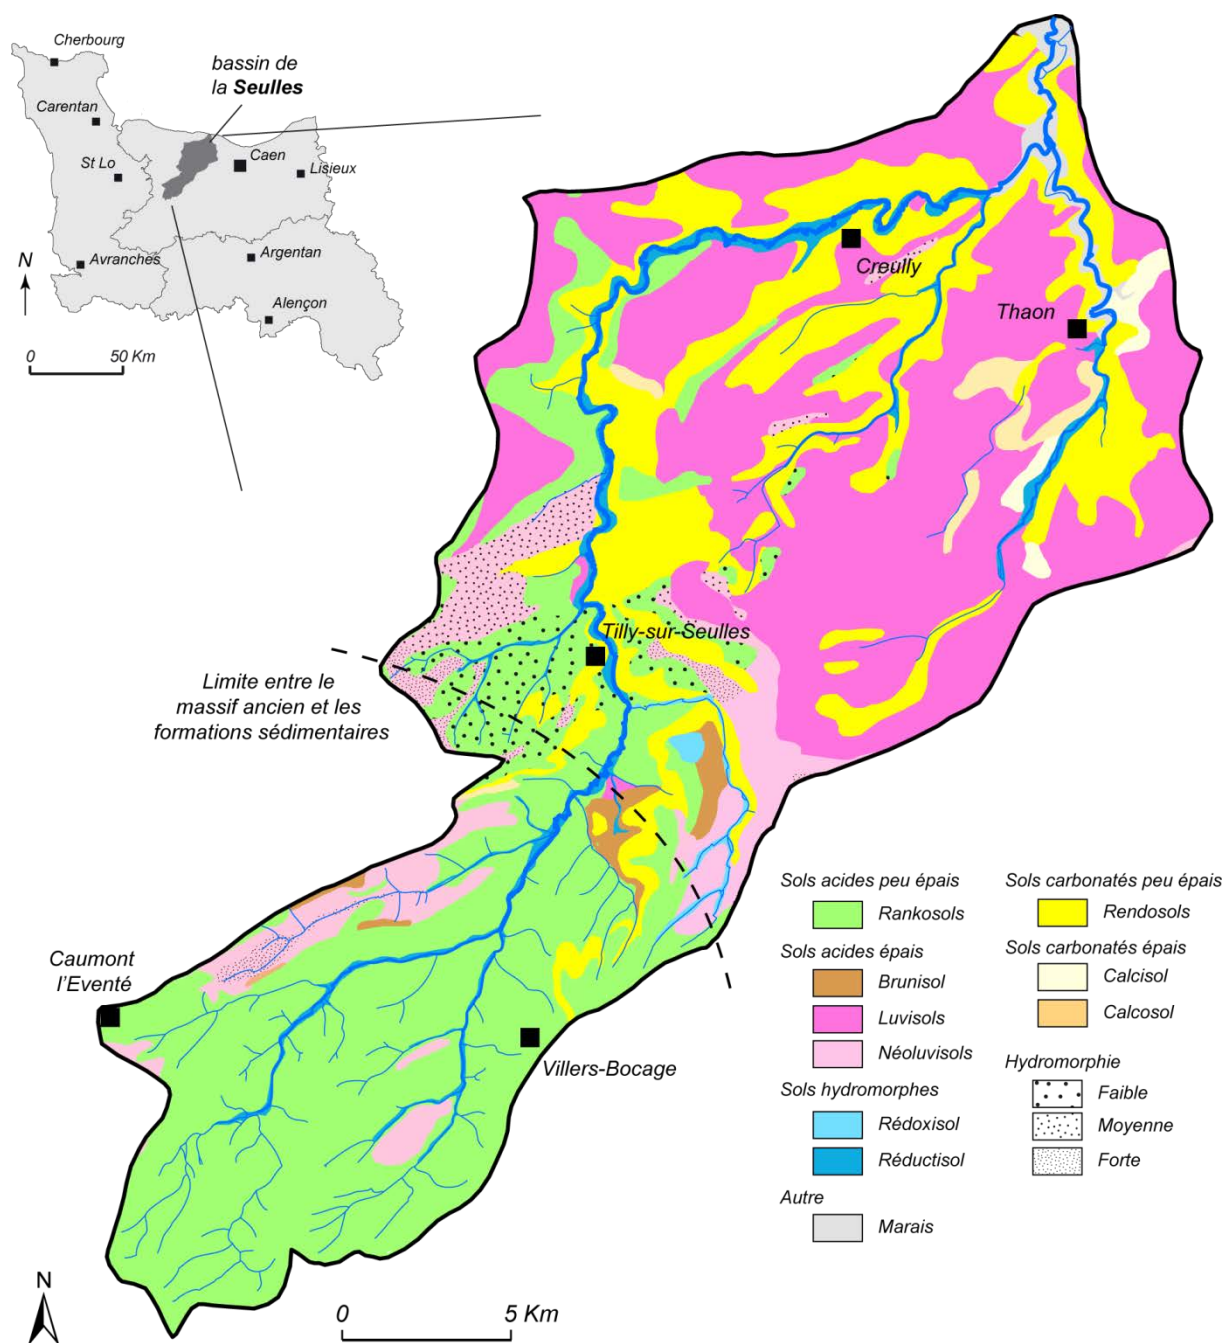 Cherbourg
Carentan
St Lo
Avranches
bassin de
la Seulles
Caen
Lisieux
Argentan
Alençon
N
0 50 Km
Creully
Thaon
Tilly-sur-Seulles
Limite entre le
massif ancien et les
formations sédimentaires
Caumont
l'Eventé
Villers-Bocage
Sols acides peu épais
Rankosols
Sols acides épais
Brunisol
Luvisols
Néoluvisols
Sols hydromorphes
Rédoxisol
Réductisol
Autre
Marais
Sols carbonatés peu épais
Rendosols
Sols carbonatés épais
Calcisol
Calcosol
Hydromorphie
Faible
Moyenne
Forte
N
0 5 Km